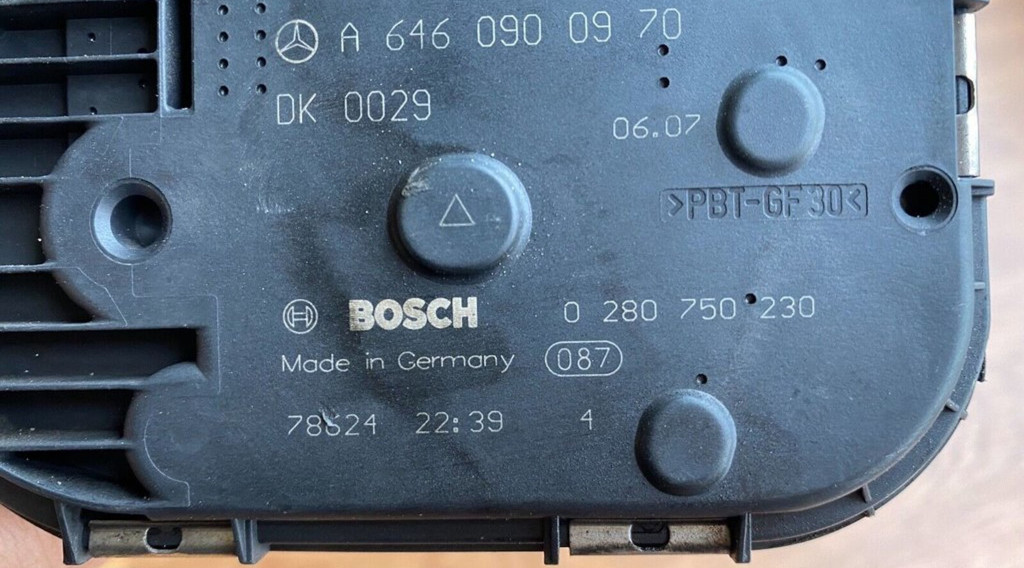 A 646 090 09 70
DK 0029
06.07
>PBT-GF30<
BOSCH 0 280 750 230
Made in Germany 087
78624 22:39 4